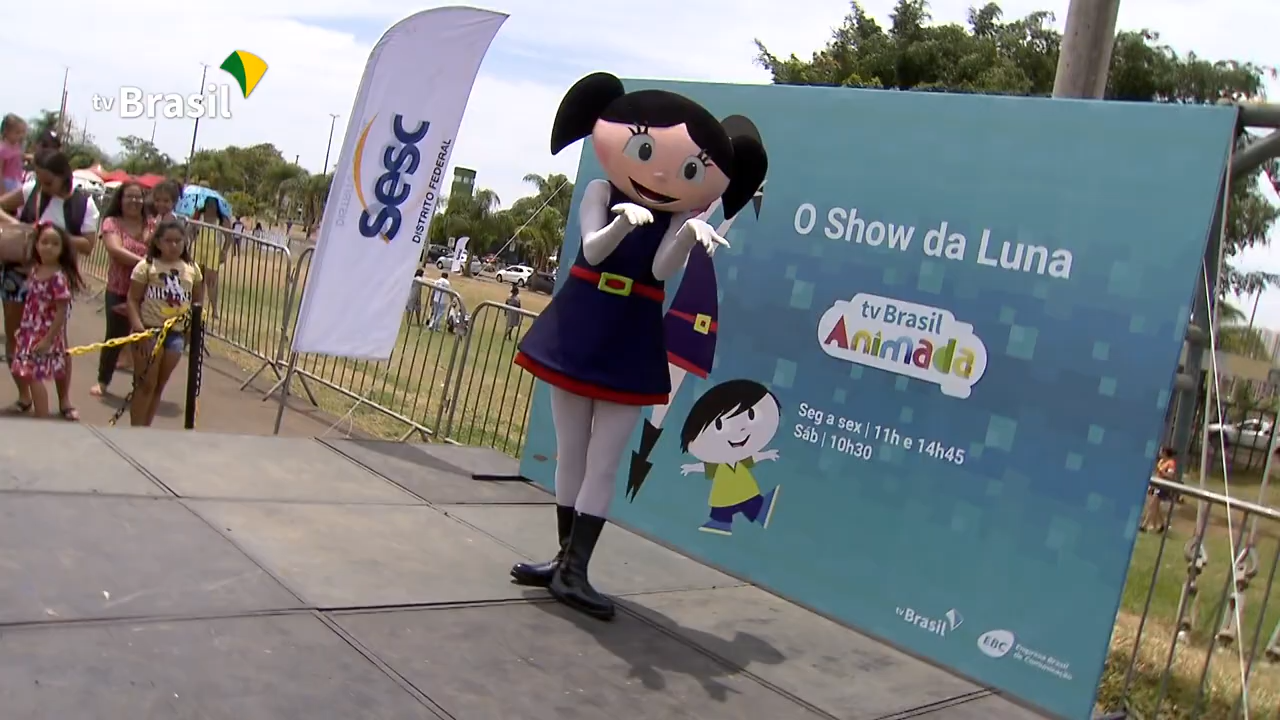 tv Brasil
Sesc
DISTRITO FEDERAL
O Show da Luna
tv Brasil
Animada
Seg a sex | 11h e 14h45
Sáb | 10h30
tv Brasil
EBC
Empresa Brasil
de Comunicação